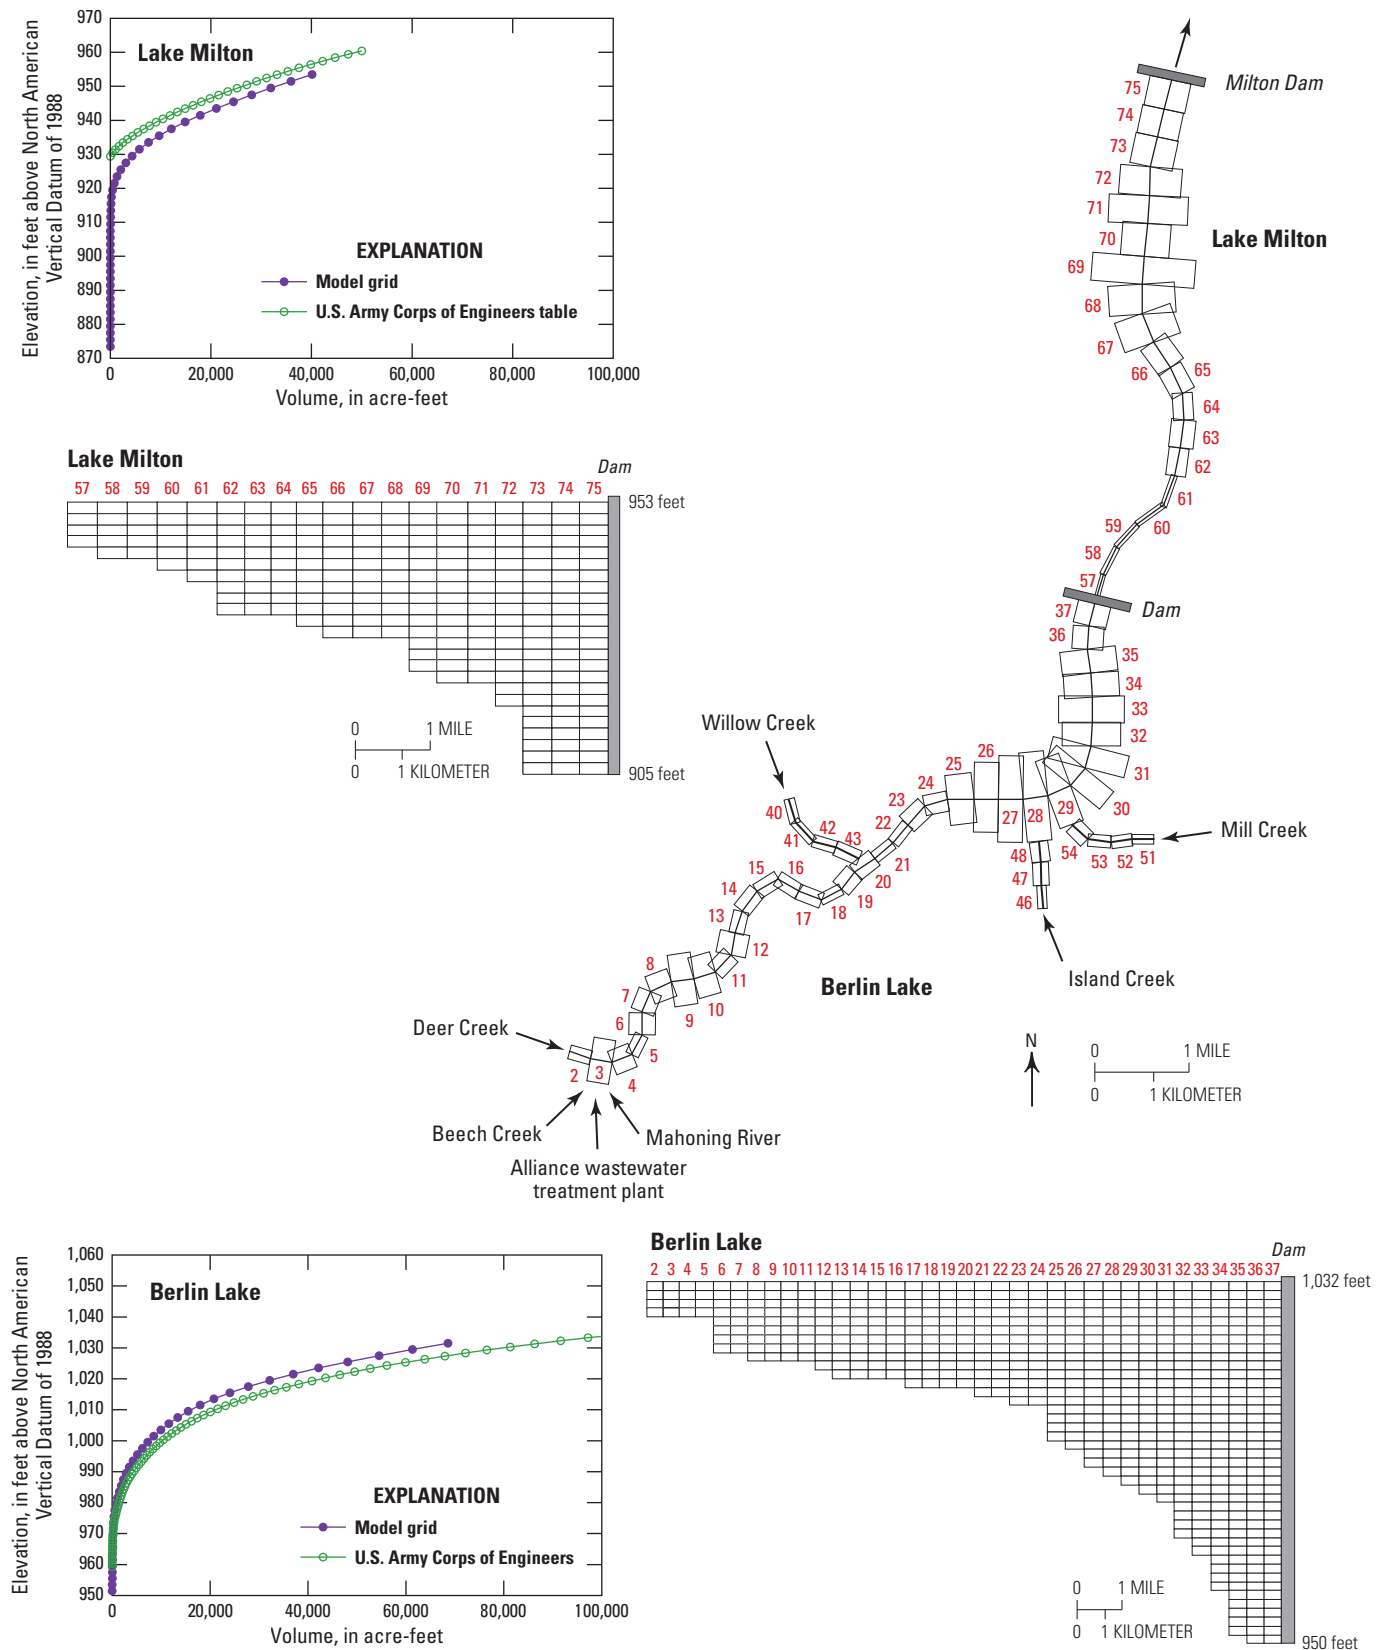 970
960
950
940
930
920
910
900
890
880
870
Elevation, in feet above North American
Vertical Datum of 1988
Lake Milton
EXPLANATION
Model grid
U.S. Army Corps of Engineers table
0 20,000 40,000 60,000 80,000 100,000
Volume, in acre-feet
Lake Milton
Dam
57 58 59 60 61 62 63 64 65 66 67 68 69 70 71 72 73 74 75
953 feet
905 feet
0 1 MILE
0 1 KILOMETER
Milton Dam
75
74
73
72
71
70
69
68
67
66
65
64
63
62
61
60
59
58
57
Lake Milton
Dam
37
36
35
34
33
32
31
30
29
28
27
26
25
24
23
22
21
20
19
18
17
16
15
14
13
12
11
10
9
8
7
6
5
4
3
2
Willow Creek
40
41
42
43
Mill Creek
54
53
52
51
48
47
46
Island Creek
Berlin Lake
Deer Creek
Beech Creek
Mahoning River
Alliance wastewater
treatment plant
N
0 1 MILE
0 1 KILOMETER
1,060
1,050
1,040
1,030
1,020
1,010
1,000
990
980
970
960
950
Elevation, in feet above North American
Vertical Datum of 1988
Berlin Lake
EXPLANATION
Model grid
U.S. Army Corps of Engineers
0 20,000 40,000 60,000 80,000 100,000
Volume, in acre-feet
Berlin Lake
Dam
2 3 4 5 6 7 8 9 10 11 12 13 14 15 16 17 18 19 20 21 22 23 24 25 26 27 28 29 30 31 32 33 34 35 36 37
1,032 feet
950 feet
0 1 MILE
0 1 KILOMETER